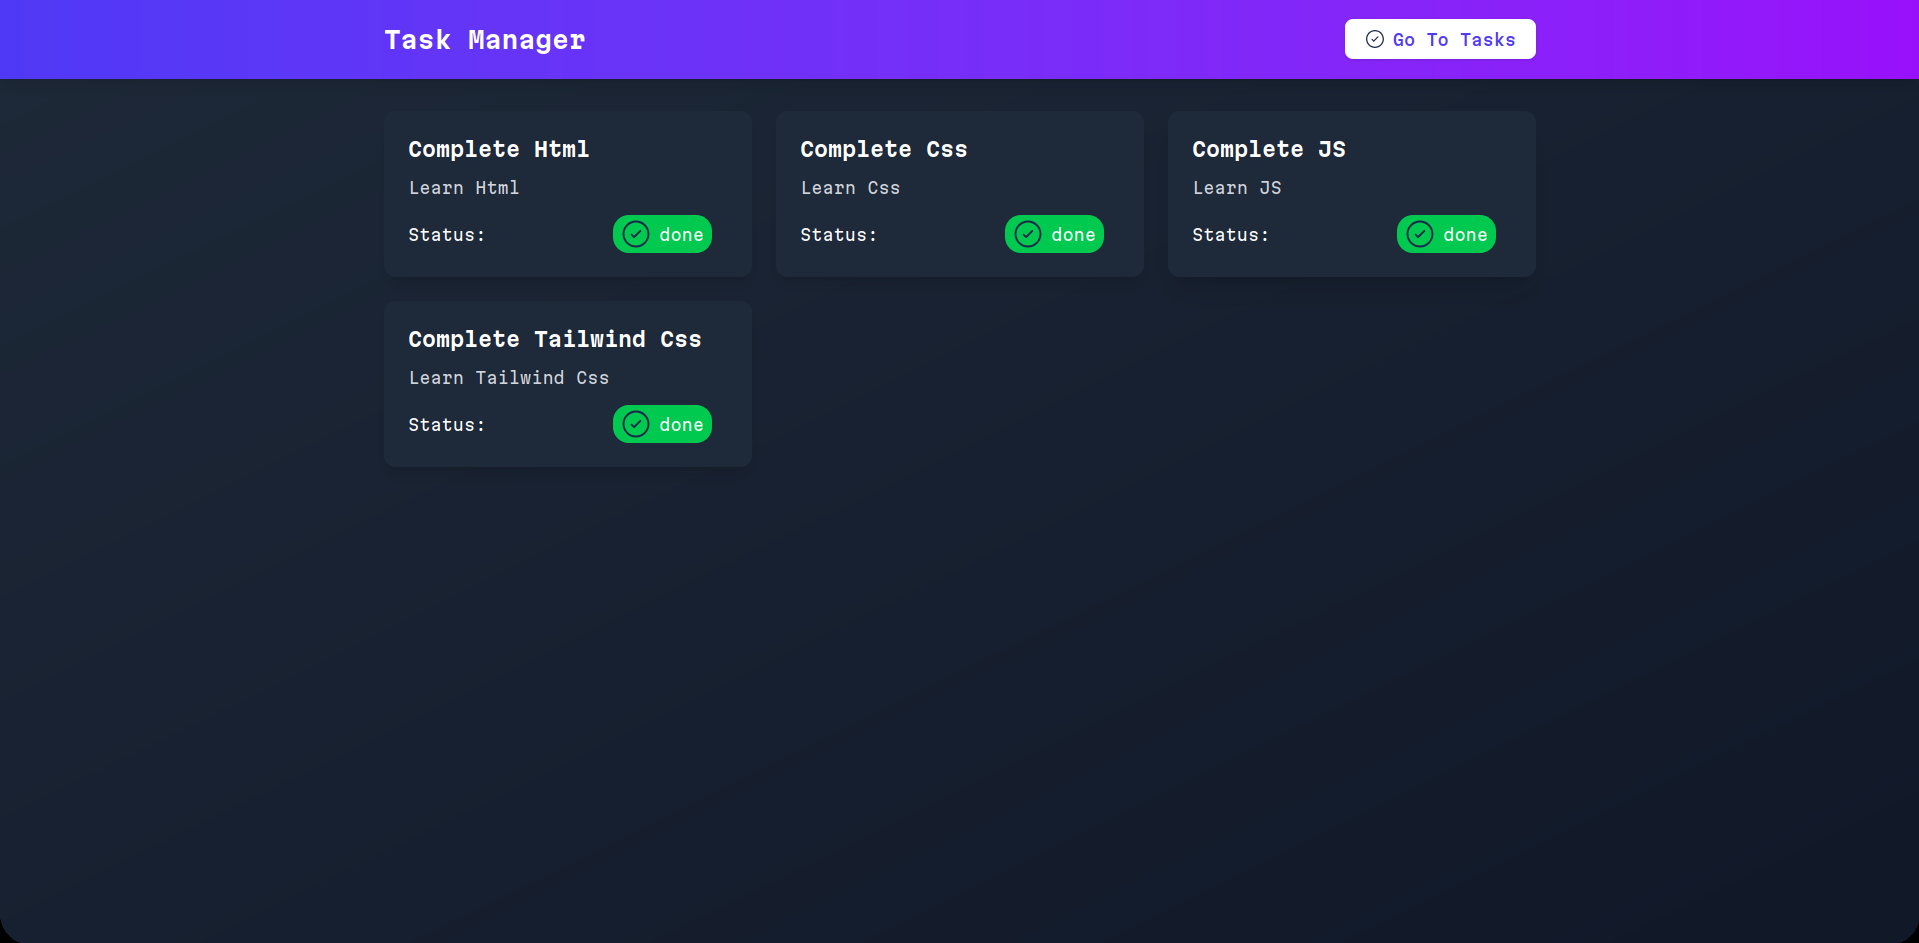 Task Manager
Go To Tasks
Complete Html
Learn Html
Status: done
Complete Css
Learn Css
Status: done
Complete JS
Learn JS
Status: done
Complete Tailwind Css
Learn Tailwind Css
Status: done